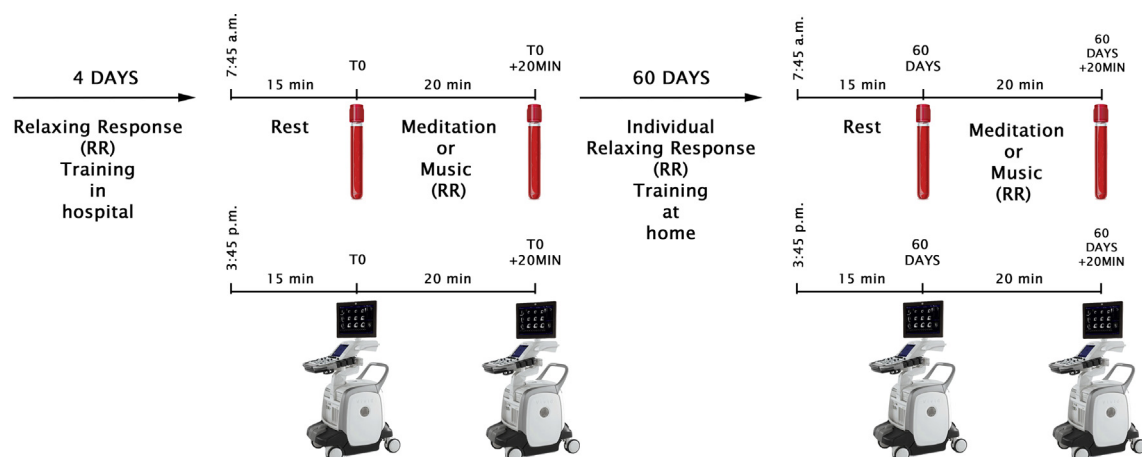 4 DAYS
Relaxing Response
(RR)
Training
in
hospital
7:45 a.m.
15 min
T0
20 min
T0
+20MIN
Rest
Meditation
or
Music
(RR)
3:45 p.m.
15 min
T0
20 min
T0
+20MIN
60 DAYS
Individual
Relaxing Response
(RR)
Training
at
home
7:45 a.m.
15 min
60
DAYS
20 min
60
DAYS
+20MIN
Rest
Meditation
or
Music
(RR)
3:45 p.m.
15 min
60
DAYS
20 min
60
DAYS
+20MIN